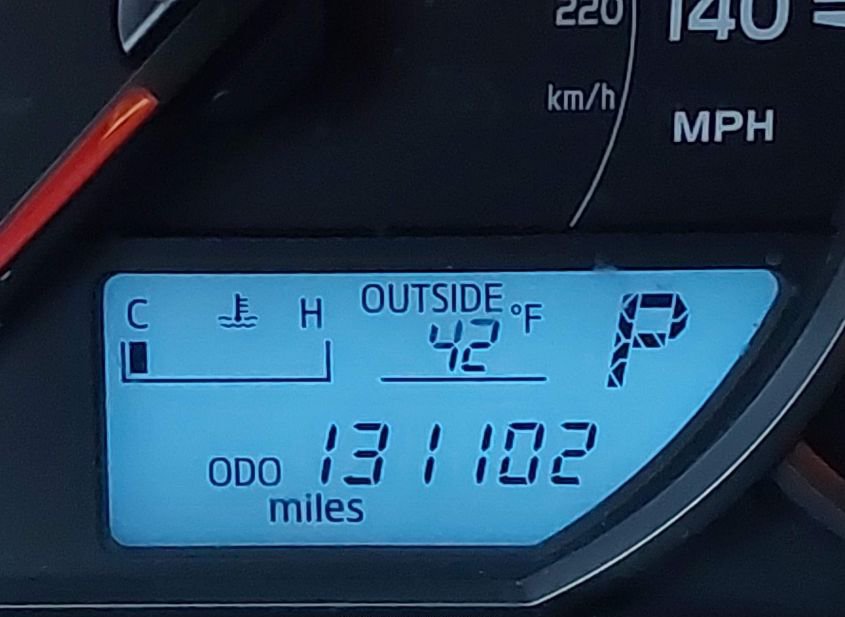 220 140
km/h
MPH
C H OUTSIDE °F P
42
ODO 131102
miles